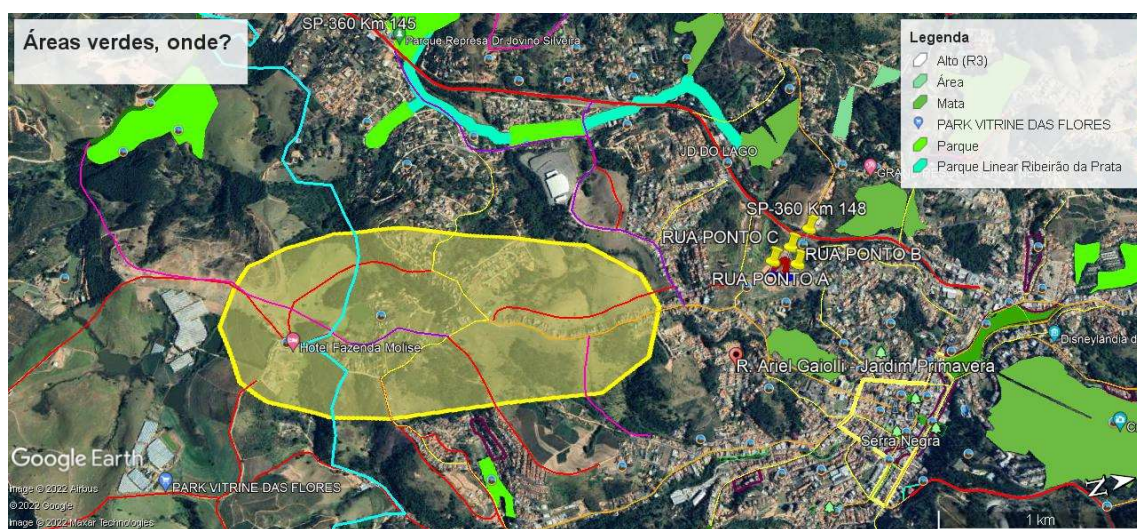 Áreas verdes, onde?
SP-360 Km 145
Parque Represa Dr Jovino Silveira
Legenda
Alto (R3)
Área
Mata
PARK VITRINE DAS FLORES
Parque
Parque Linear Ribeirão da Prata
JD DO LAGO
SP-360 Km 148
RUA PONTO C
RUA PONTO B
RUA PONTO A
Hotel Fazenda Molise
Disneylândia d
R. Ariel Gaiolli - Jardim Primavera
Serra Negra
Google Earth
PARK VITRINE DAS FLORES
Image © 2022 Airbus
© 2022 Google
Image © 2022 Maxar Technologies
N
1 km